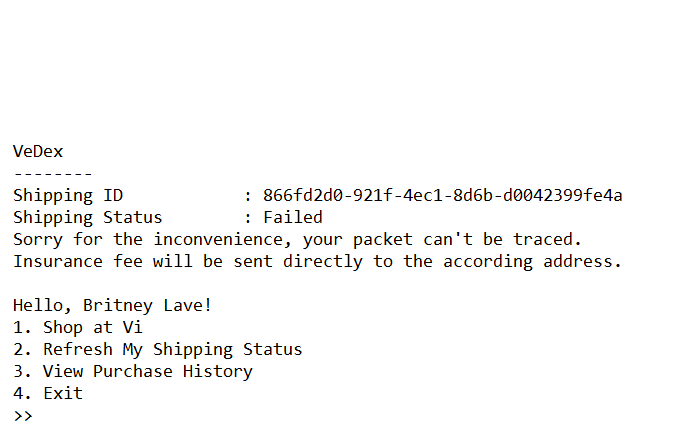 VeDex
--------
Shipping ID            : 866fd2d0-921f-4ec1-8d6b-d0042399fe4a
Shipping Status        : Failed
Sorry for the inconvenience, your packet can't be traced.
Insurance fee will be sent directly to the according address.

Hello, Britney Lave!
1. Shop at Vi
2. Refresh My Shipping Status
3. View Purchase History
4. Exit
>>